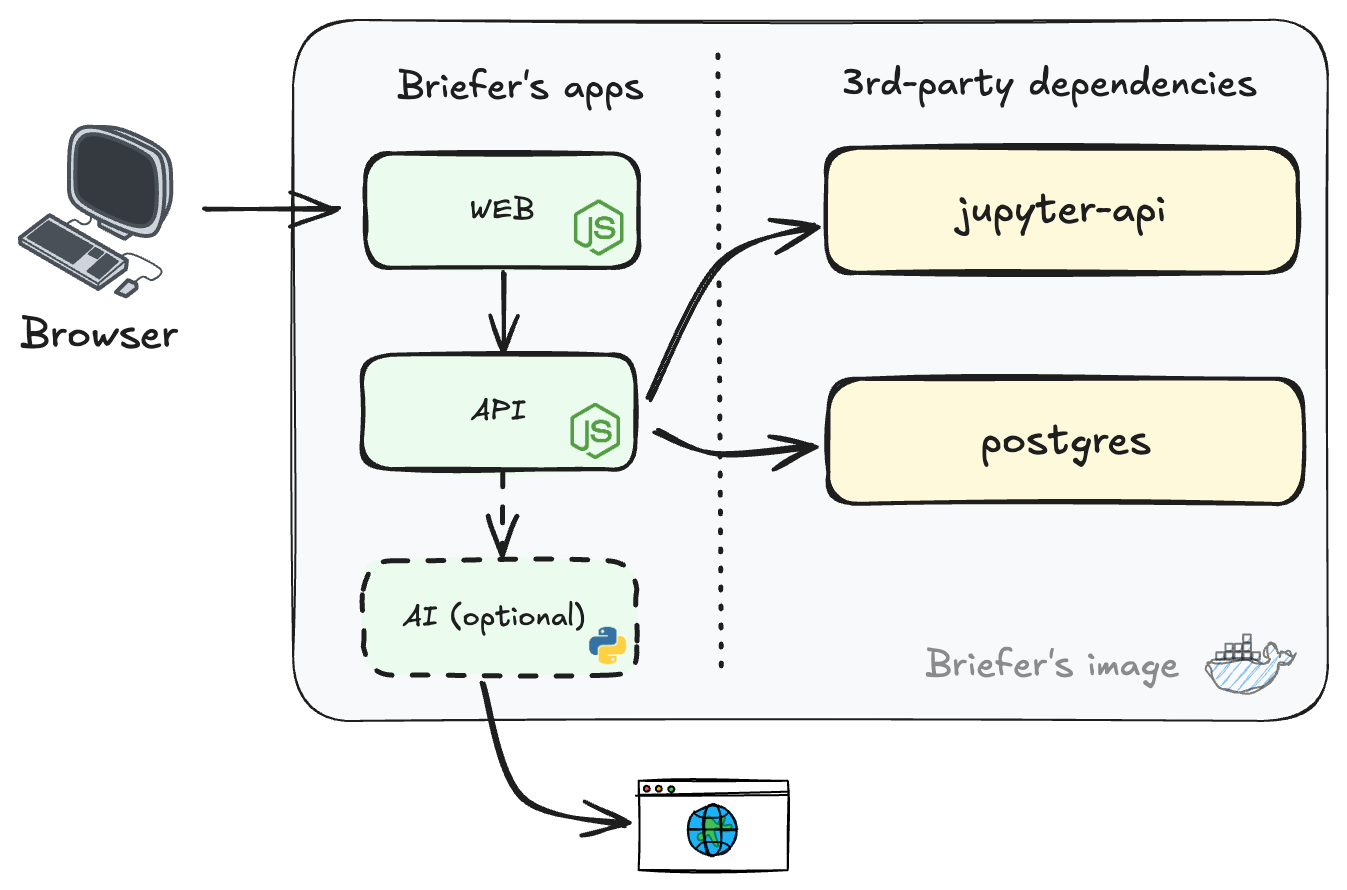 Briefer's apps
3rd-party dependencies
Browser
WEB
JS
jupyter-api
API
JS
postgres
AI (optional)
Briefer's image